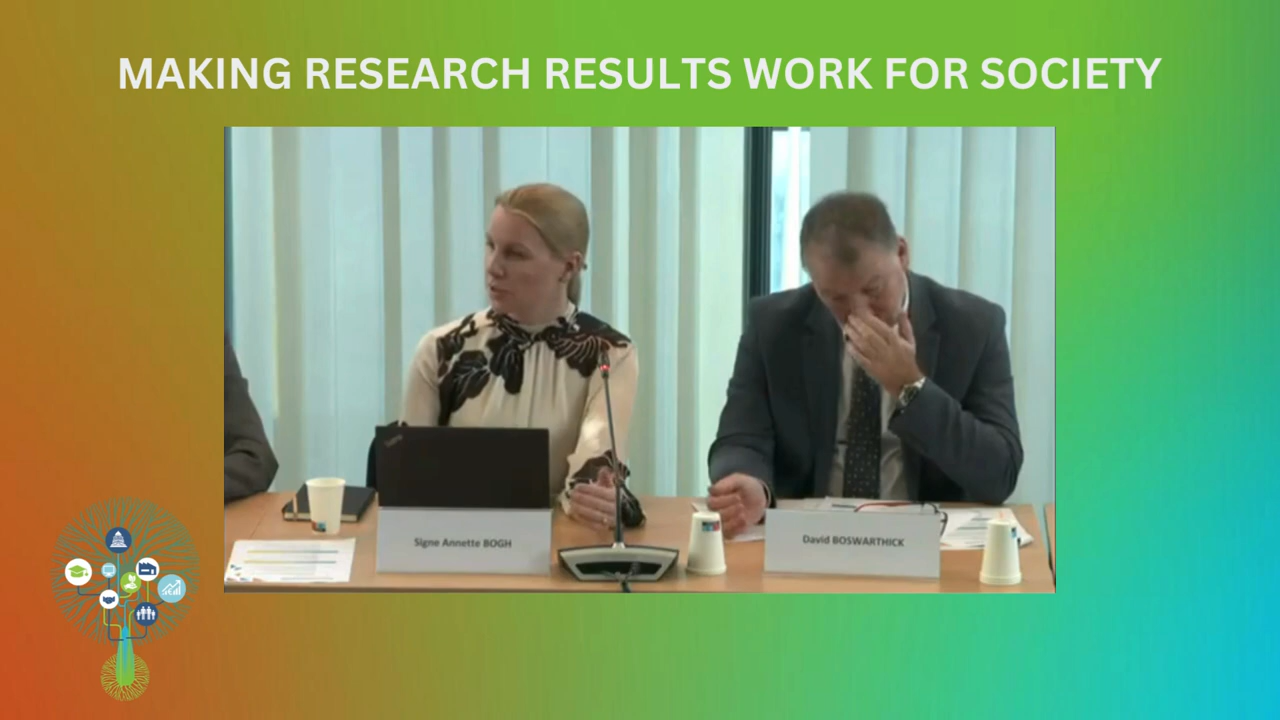 MAKING RESEARCH RESULTS WORK FOR SOCIETY
Signe Annette BOGH
David BOSWARTHICK